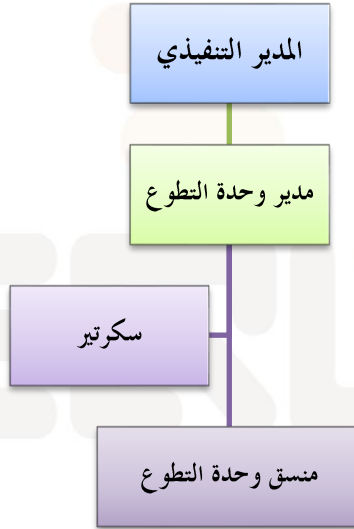 المدير التنفيذي
مدير وحدة التطوع
سكرتير
منسق وحدة التطوع